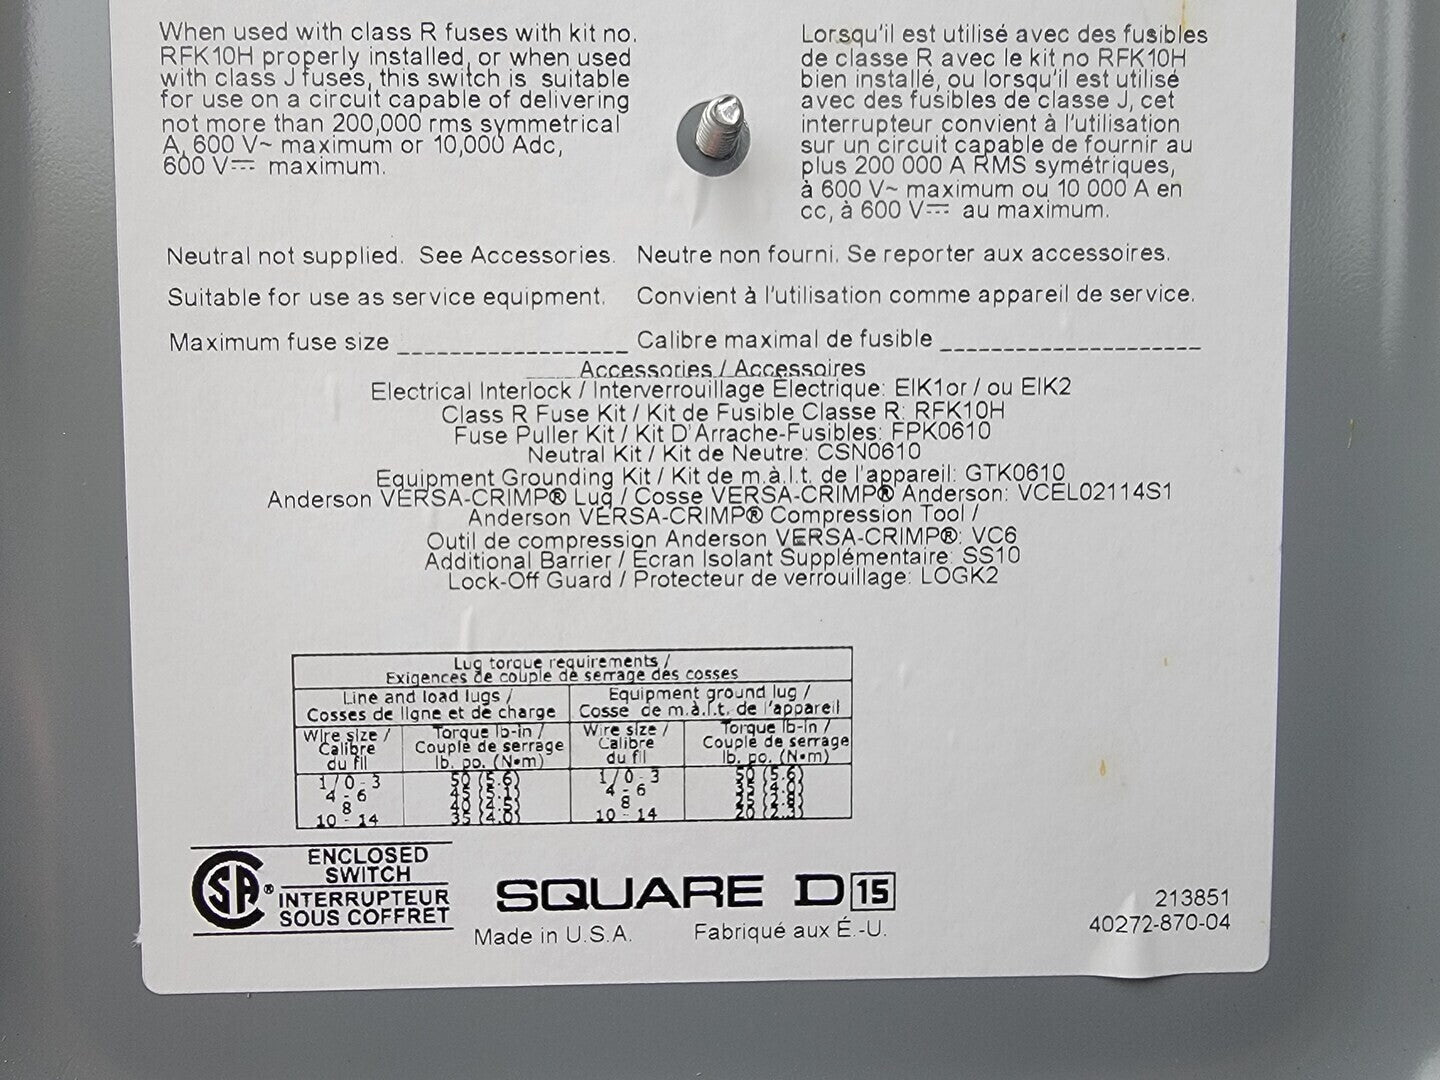 When used with class R fuses with kit no.
RFK10H properly installed, or when used
with class J fuses, this switch is suitable
for use on a circuit capable of delivering
not more than 200,000 rms symmetrical
A, 600 V~ maximum or 10,000 Adc,
600 V⎓ maximum.
Lorsqu'il est utilisé avec des fusibles
de classe R avec le kit no RFK10H
bien installé, ou lorsqu'il est utilisé
avec des fusibles de classe J, cet
interrupteur convient à l'utilisation
sur un circuit capable de fournir au
plus 200 000 A RMS symétriques,
à 600 V~ maximum ou 10 000 A en
cc, à 600 V⎓ au maximum.
Neutral not supplied. See Accessories. Neutre non fourni. Se reporter aux accessoires.
Suitable for use as service equipment. Convient à l'utilisation comme appareil de service.
Maximum fuse size ____________________ Calibre maximal de fusible ____________________
Accessories / Accessoires
Electrical Interlock / Interverrouillage Électrique: EIK1or / ou EIK2
Class R Fuse Kit / Kit de Fusible Classe R: RFK10H
Fuse Puller Kit / Kit D'Arrache-Fusibles: FPK0610
Neutral Kit / Kit de Neutre: CSN0610
Equipment Grounding Kit / Kit de m.à.l.t. de l'appareil: GTK0610
Anderson VERSA-CRIMP® Lug / Cosse VERSA-CRIMP® Anderson: VCEL02114S1
Anderson VERSA-CRIMP® Compression Tool /
Outil de compression Anderson VERSA-CRIMP®: VC6
Additional Barrier / Écran Isolant Supplémentaire: SS10
Lock-Off Guard / Protecteur de verrouillage: LOGK2
Lug torque requirements /
Exigences de couple de serrage des cosses
Line and load lugs /
Cosses de ligne et de charge
Equipment ground lug /
Cosse de m.à.l.t. de l'appareil
Wire size /
Calibre
du fil
Torque lb-in /
Couple de serrage
lb. po. (N•m)
Wire size /
Calibre
du fil
Torque lb-in /
Couple de serrage
lb. po. (N•m)
1/0 - 3 50 (5.6) 1/0 - 3 50 (5.6)
4 - 6 45 (5.1) 4 - 6 35 (4.0)
8 40 (4.5) 8 25 (2.8)
10 - 14 35 (4.0) 10 - 14 20 (2.3)
CSA®
ENCLOSED
SWITCH
INTERRUPTEUR
SOUS COFFRET
SQUARE D 15
Made in U.S.A. Fabriqué aux É.-U.
213851
40272-870-04